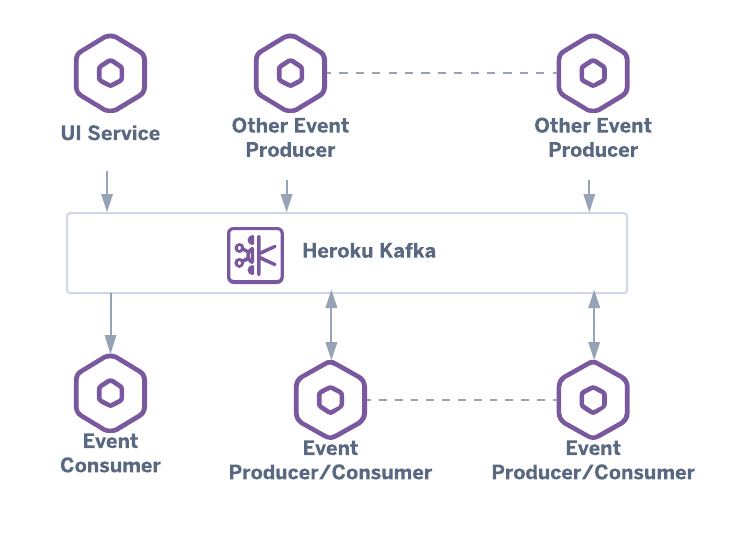 UI Service
Other Event
Producer
Other Event
Producer
Heroku Kafka
Event
Consumer
Event
Producer/Consumer
Event
Producer/Consumer